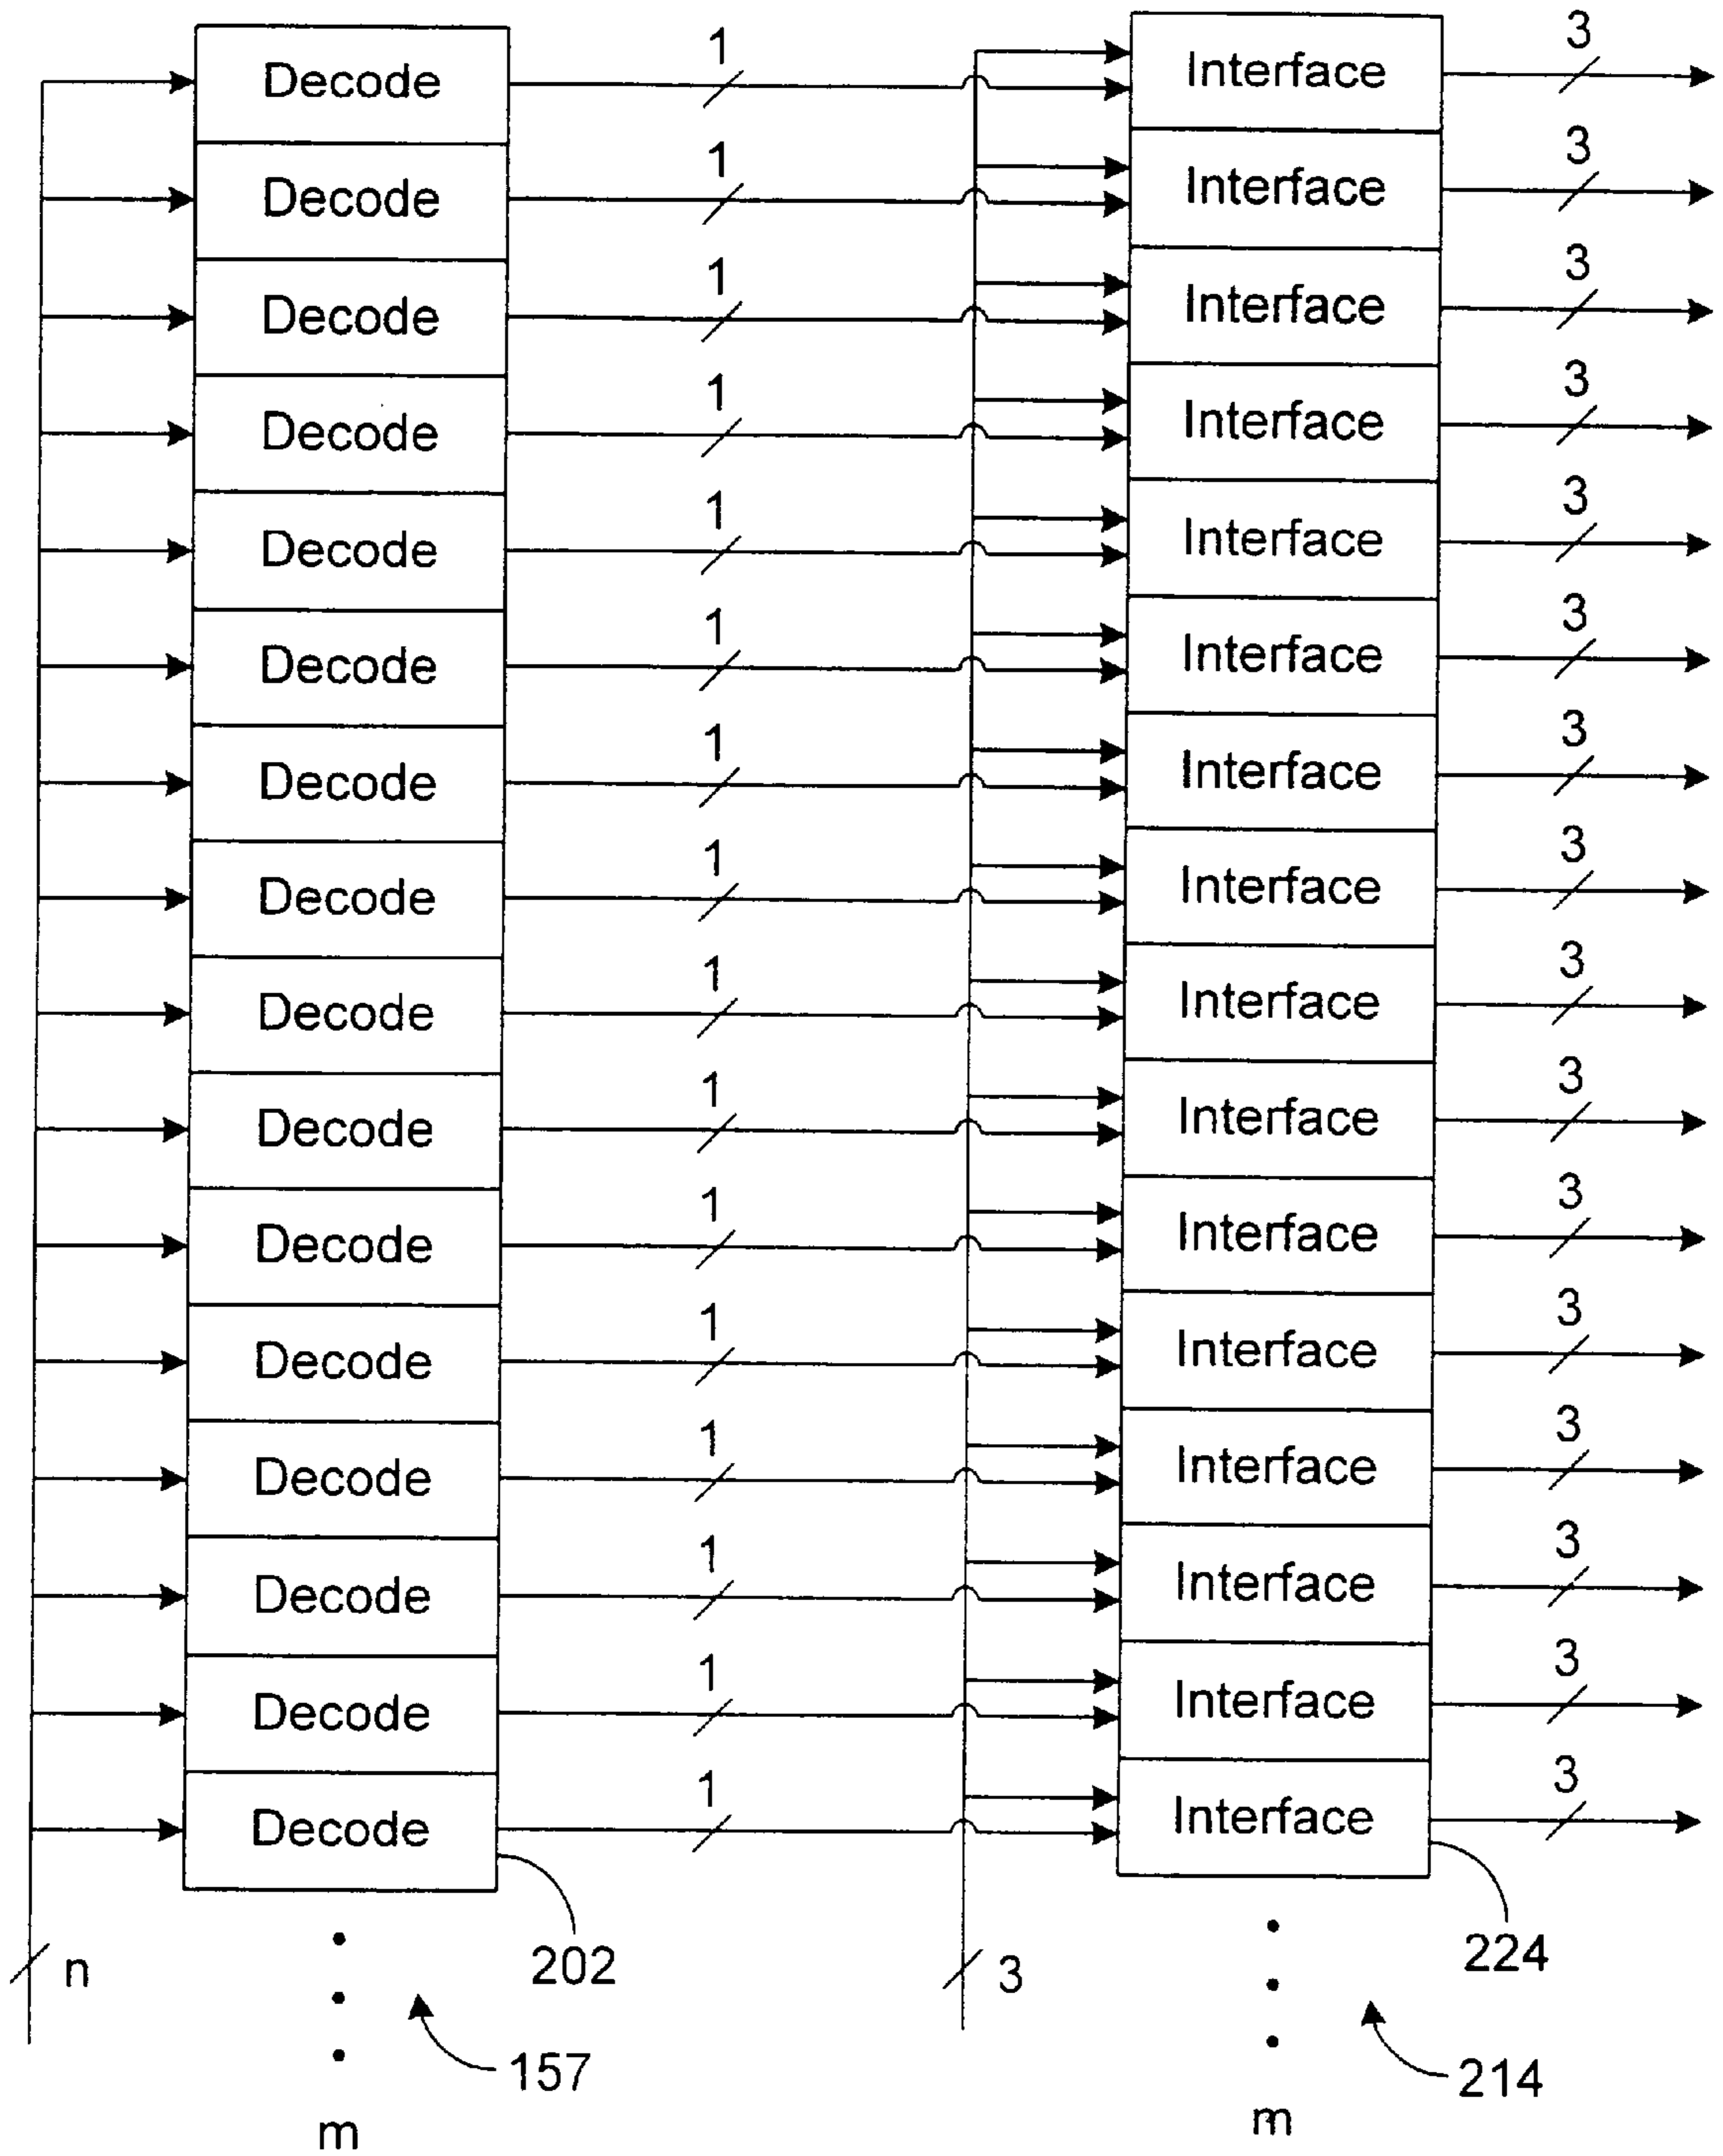 1 3
Decode Interface
1 3
Decode Interface
1 3
Decode Interface
1 3
Decode Interface
1 3
Decode Interface
1 3
Decode Interface
1 3
Decode Interface
1 3
Decode Interface
1 3
Decode Interface
1 3
Decode Interface
1 3
Decode Interface
1 3
Decode Interface
1 3
Decode Interface
1 3
Decode Interface
1 3
Decode Interface
1 3
Decode Interface
n 202 3 224
157 214
m m